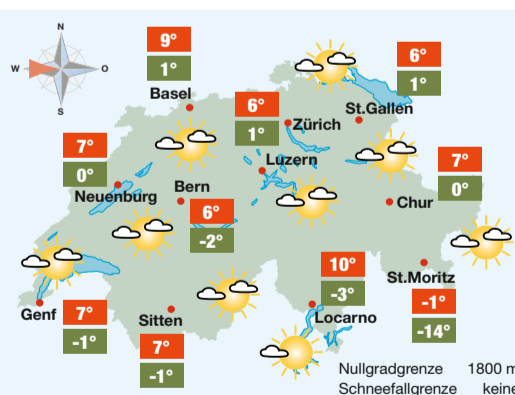 N
W O
S
9°
1°
Basel
6°
1°
St.Gallen
6°
1°
Zürich
Luzern
7°
0°
Neuenburg
Bern
6°
-2°
7°
0°
Chur
10°
-3°
Locarno
St.Moritz
-1°
-14°
Genf
7°
-1°
Sitten
7°
-1°
Nullgradgrenze 1800 m
Schneefallgrenze keine